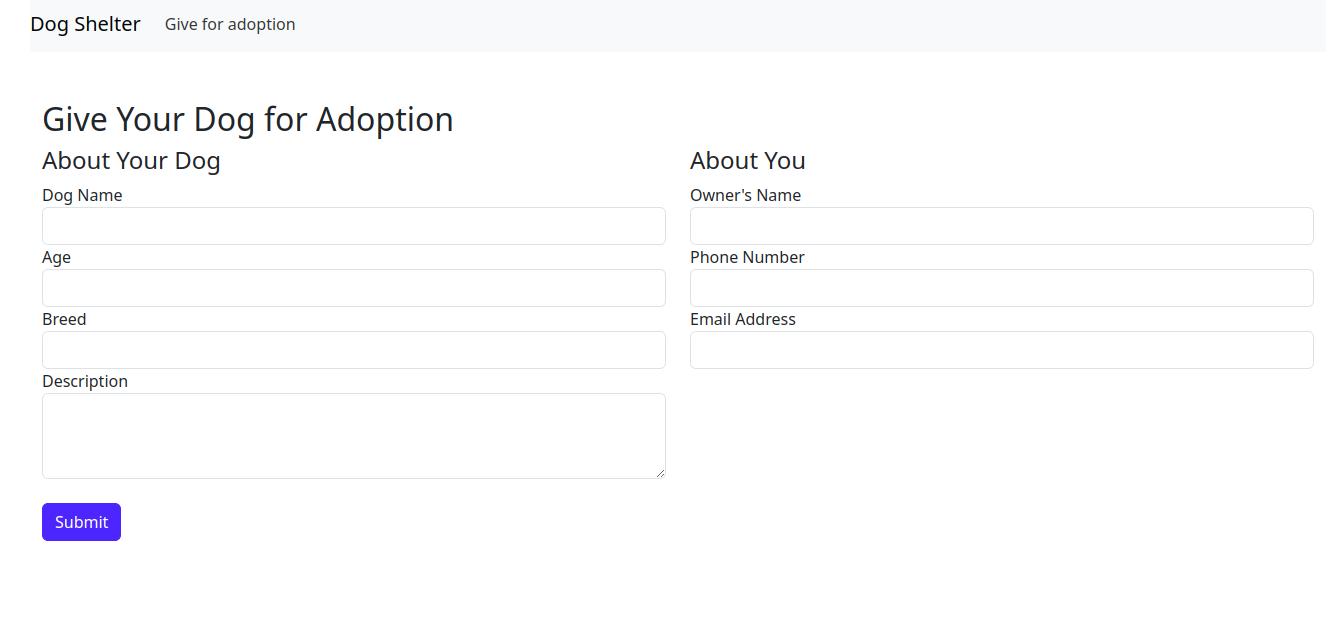 Dog Shelter Give for adoption
Give Your Dog for Adoption
About Your Dog
Dog Name
Age
Breed
Description
Submit
About You
Owner's Name
Phone Number
Email Address